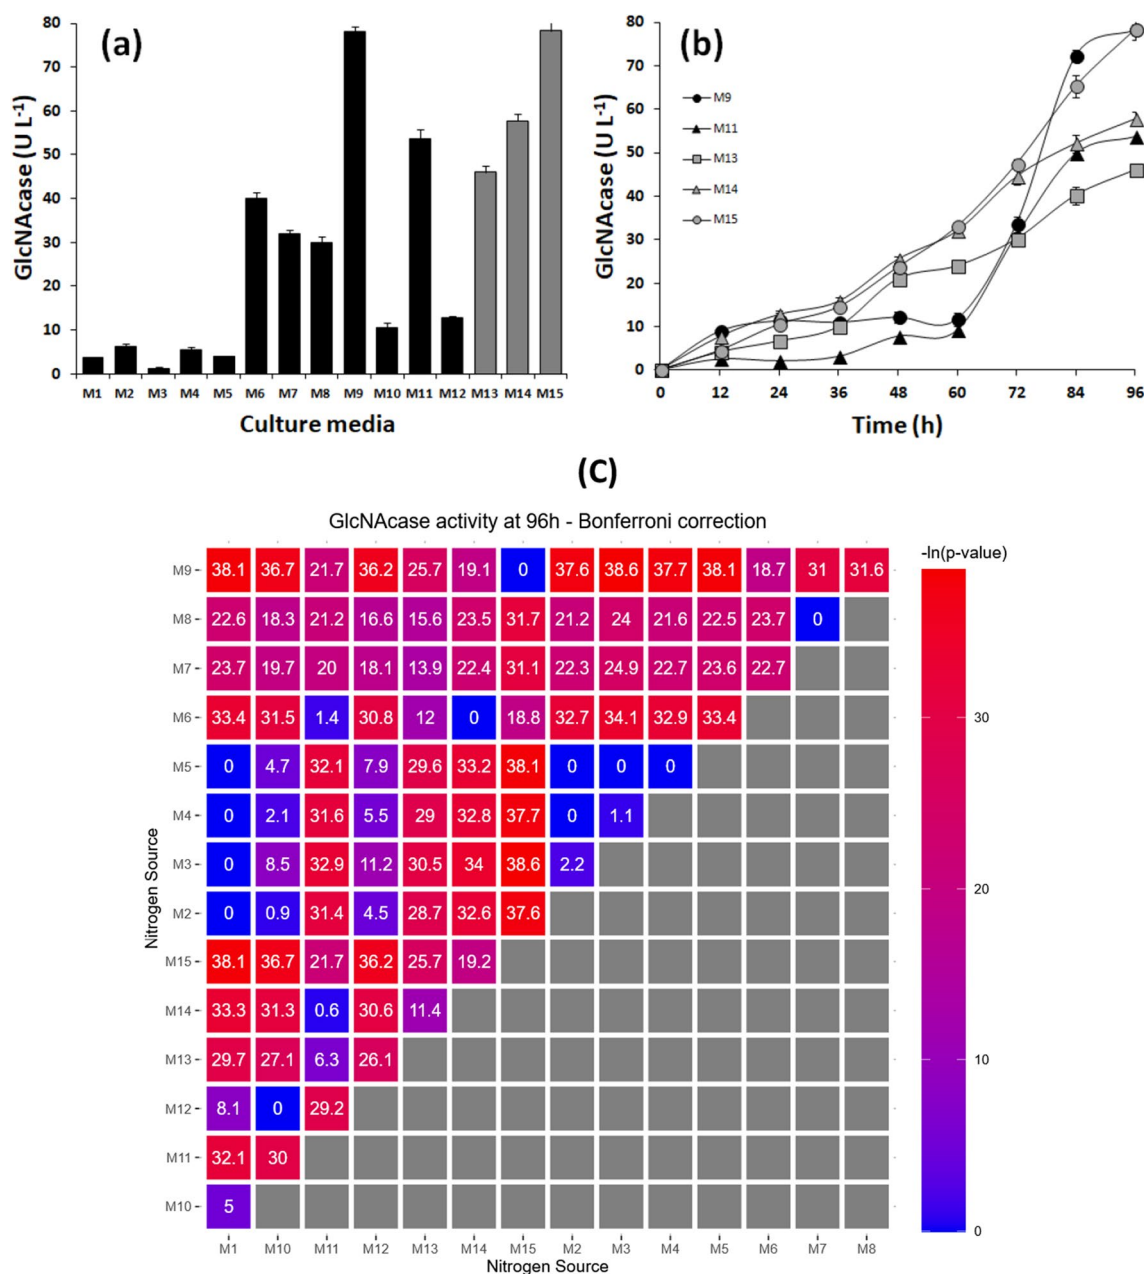 (a)
GlcNAcase (U L-1)
80
70
60
50
40
30
20
10
0
M1 M2 M3 M4 M5 M6 M7 M8 M9 M10 M11 M12 M13 M14 M15
Culture media
(b)
GlcNAcase (U L-1)
80
70
60
50
40
30
20
10
0
M9
M11
M13
M14
M15
0 12 24 36 48 60 72 84 96
Time (h)
(C)
GlcNAcase activity at 96h - Bonferroni correction
Nitrogen Source
M9 38.1 36.7 21.7 36.2 25.7 19.1 0 37.6 38.6 37.7 38.1 18.7 31 31.6
M8 22.6 18.3 21.2 16.6 15.6 23.5 31.7 21.2 24 21.6 22.5 23.7 0
M7 23.7 19.7 20 18.1 13.9 22.4 31.1 22.3 24.9 22.7 23.6 22.7
M6 33.4 31.5 1.4 30.8 12 0 18.8 32.7 34.1 32.9 33.4
M5 0 4.7 32.1 7.9 29.6 33.2 38.1 0 0 0
M4 0 2.1 31.6 5.5 29 32.8 37.7 0 1.1
M3 0 8.5 32.9 11.2 30.5 34 38.6 2.2
M2 0 0.9 31.4 4.5 28.7 32.6 37.6
M15 38.1 36.7 21.7 36.2 25.7 19.2
M14 33.3 31.3 0.6 30.6 11.4
M13 29.7 27.1 6.3 26.1
M12 8.1 0 29.2
M11 32.1 30
M10 5
M1 M10 M11 M12 M13 M14 M15 M2 M3 M4 M5 M6 M7 M8
Nitrogen Source
-ln(p-value)
30
20
10
0